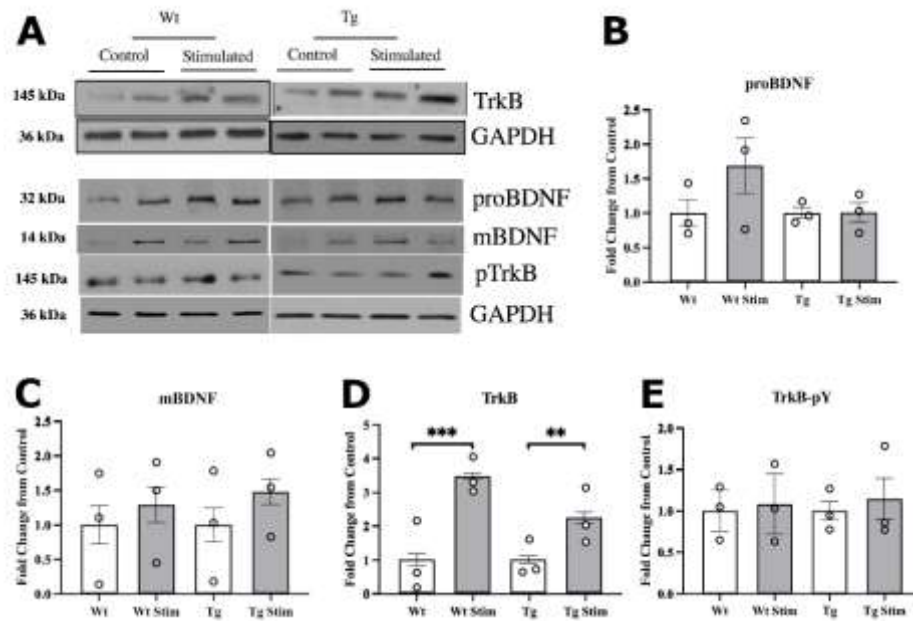 A
Wt
Tg
Control
Stimulated
Control
Stimulated
145 kDa
TrkB
36 kDa
GAPDH
32 kDa
proBDNF
14 kDa
mBDNF
145 kDa
pTrkB
36 kDa
GAPDH
B
proBDNF
Fold Change from Control
2.5
2.0
1.5
1.0
0.5
0.0
Wt
Wt Stim
Tg
Tg Stim
C
mBDNF
Fold Change from Control
2.5
2.0
1.5
1.0
0.5
0.0
Wt
Wt Stim
Tg
Tg Stim
D
TrkB
Fold Change from Control
5
4
2
1
0
***
**
Wt
Wt Stim
Tg
Tg Stim
E
TrkB-pY
Fold Change from Control
2.0
1.5
1.0
0.5
0.0
Wt
Wt Stim
Tg
Tg Stim